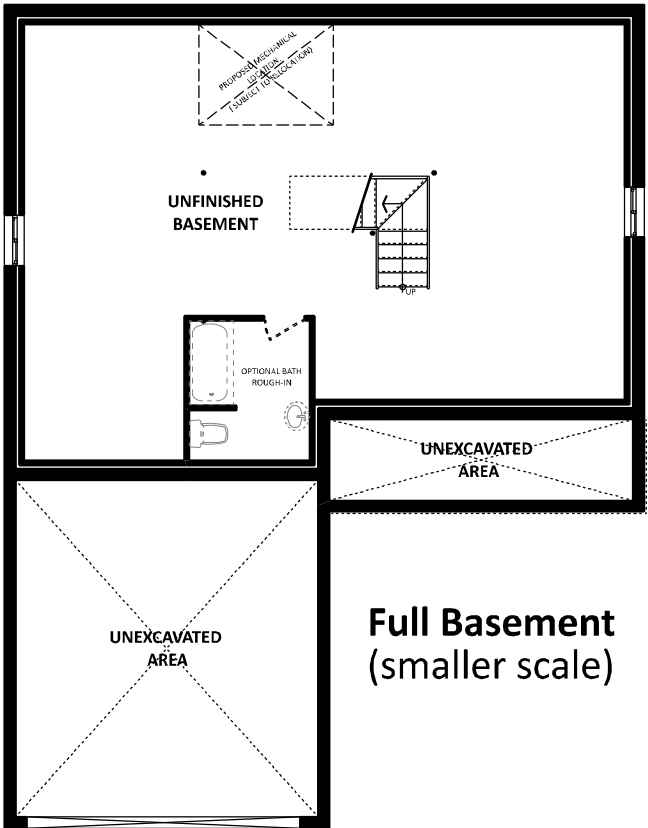 PROPOSED MECHANICAL
LOCATION
(SUBJECT TO RELOCATION)
UNFINISHED
BASEMENT
UP
OPTIONAL BATH
ROUGH-IN
UNEXCAVATED
AREA
UNEXCAVATED
AREA
Full Basement
(smaller scale)